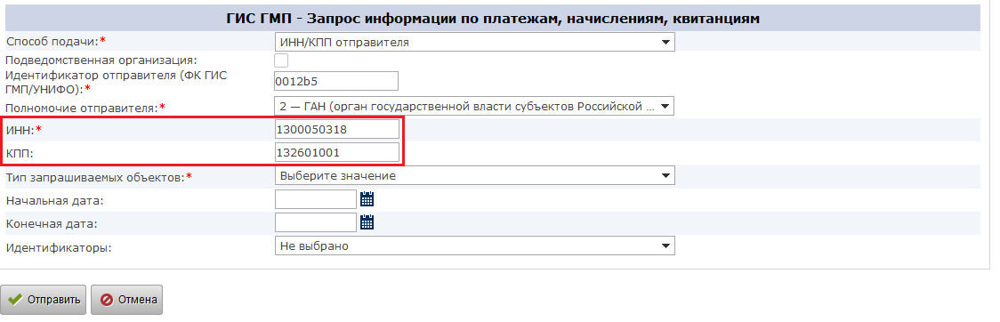 ГИС ГМП - Запрос информации по платежам, начислениям, квитанциям
Способ подачи:* ИНН/КПП отправителя
Подведомственная организация:
Идентификатор отправителя (ФК ГИС
ГМП/УНИФО):* 0012b5
Полномочие отправителя:* 2 — ГАН (орган государственной власти субъектов Российской ...
ИНН:* 1300050318
КПП: 132601001
Тип запрашиваемых объектов:* Выберите значение
Начальная дата:
Конечная дата:
Идентификаторы: Не выбрано
Отправить Отмена